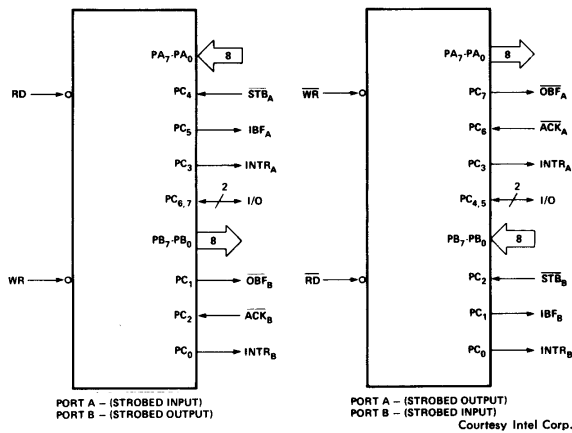 PA7-PA0 8
RD
PC4 STBA
PC5 IBFA
PC3 INTRA
2
PC6,7 I/O
PB7-PB0 8
WR
PC1 OBFB
PC2 ACKB
PC0 INTRB
PORT A – (STROBED INPUT)
PORT B – (STROBED OUTPUT)
PA7-PA0 8
WR
PC7 OBFA
PC6 ACKA
PC3 INTRA
2
PC4,5 I/O
PB7-PB0 8
RD
PC2 STBB
PC1 IBFB
PC0 INTRB
PORT A – (STROBED OUTPUT)
PORT B – (STROBED INPUT)
Courtesy Intel Corp.